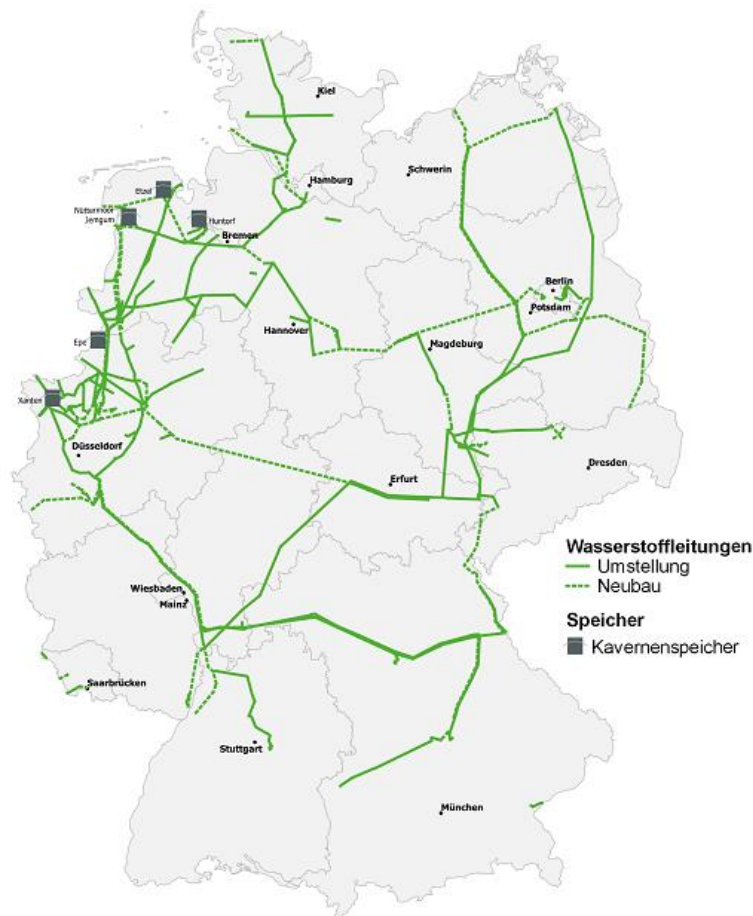 Kiel
Schwerin
Hamburg
Etzel
Nüttermoor
Jemgum
Huntorf
Bremen
Berlin
Potsdam
Hannover
Magdeburg
Epe
Xanten
Düsseldorf
Erfurt
Dresden
Wasserstoffleitungen
Umstellung
Neubau
Speicher
Kavernenspeicher
Wiesbaden
Mainz
Saarbrücken
Stuttgart
München